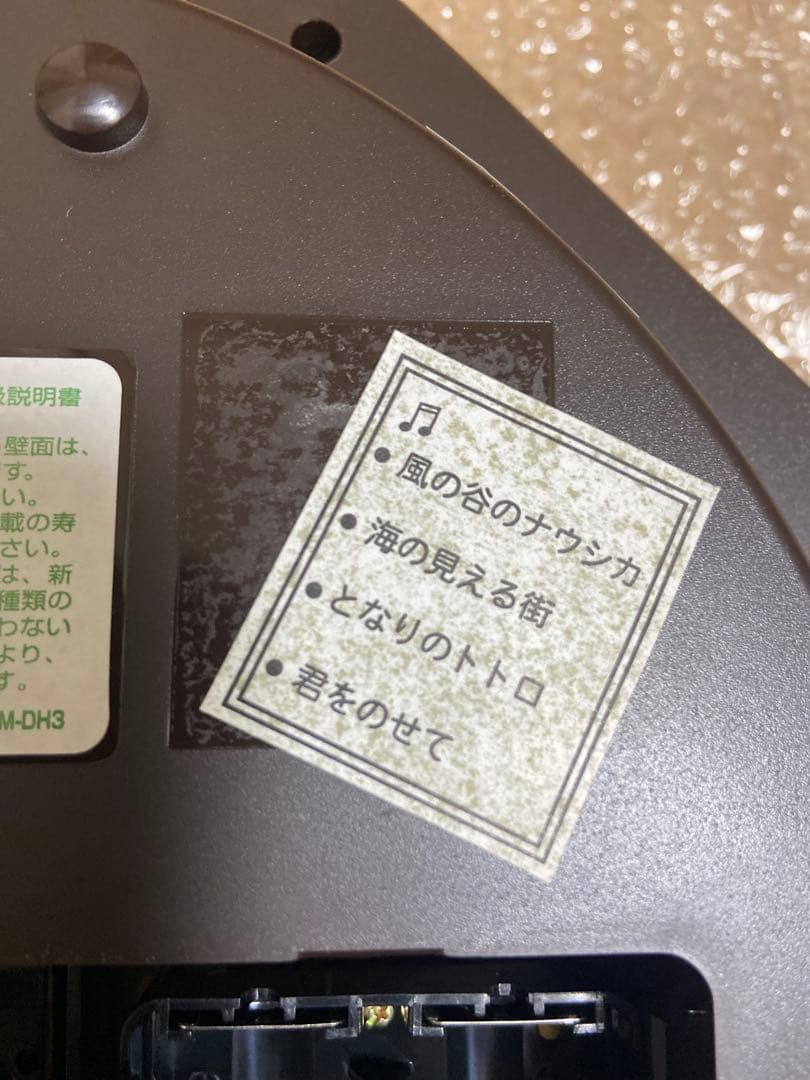 扱説明書
壁面は、
す。
い。
載の寿
さい。
は、新
種類の
わない
より、
す。
M-DH3
♫
● 風の谷のナウシカ
● 海の見える街
● となりのトトロ
● 君をのせて